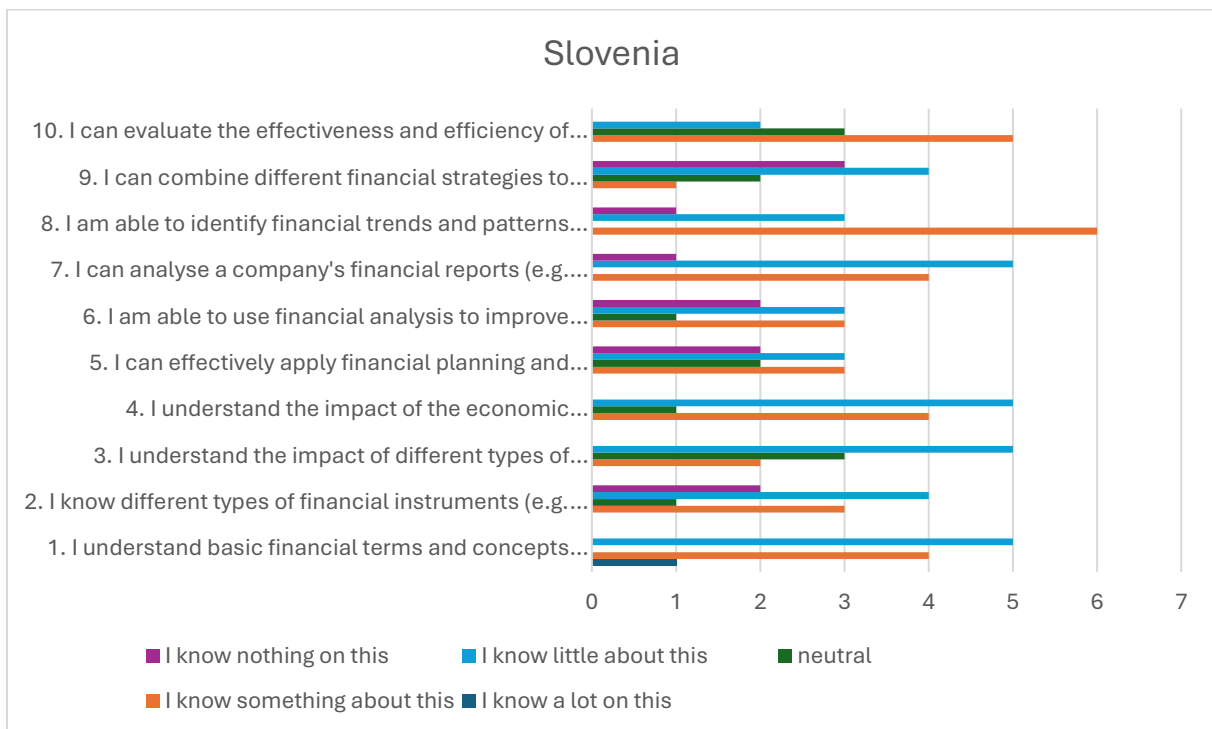 Slovenia
10. I can evaluate the effectiveness and efficiency of...
9. I can combine different financial strategies to...
8. I am able to identify financial trends and patterns...
7. I can analyse a company's financial reports (e.g....
6. I am able to use financial analysis to improve...
5. I can effectively apply financial planning and...
4. I understand the impact of the economic...
3. I understand the impact of different types of...
2. I know different types of financial instruments (e.g....
1. I understand basic financial terms and concepts...
0 1 2 3 4 5 6 7
I know nothing on this I know little about this neutral
I know something about this I know a lot on this